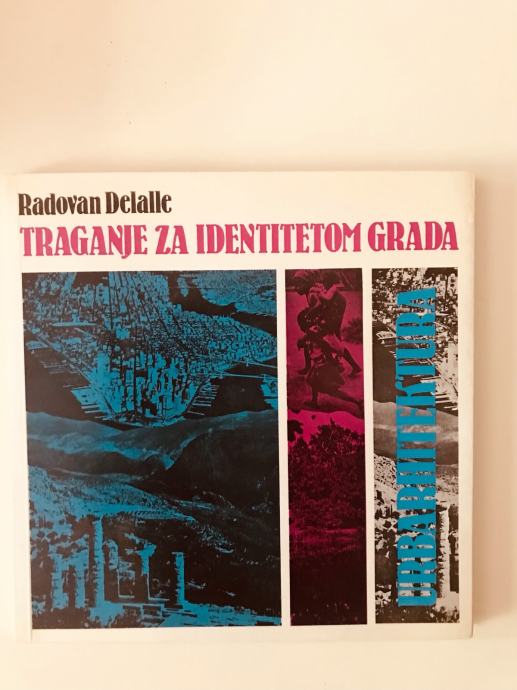 Radovan Delalle
TRAGANJE ZA IDENTITETOM GRADA
URBARHITEKTURA